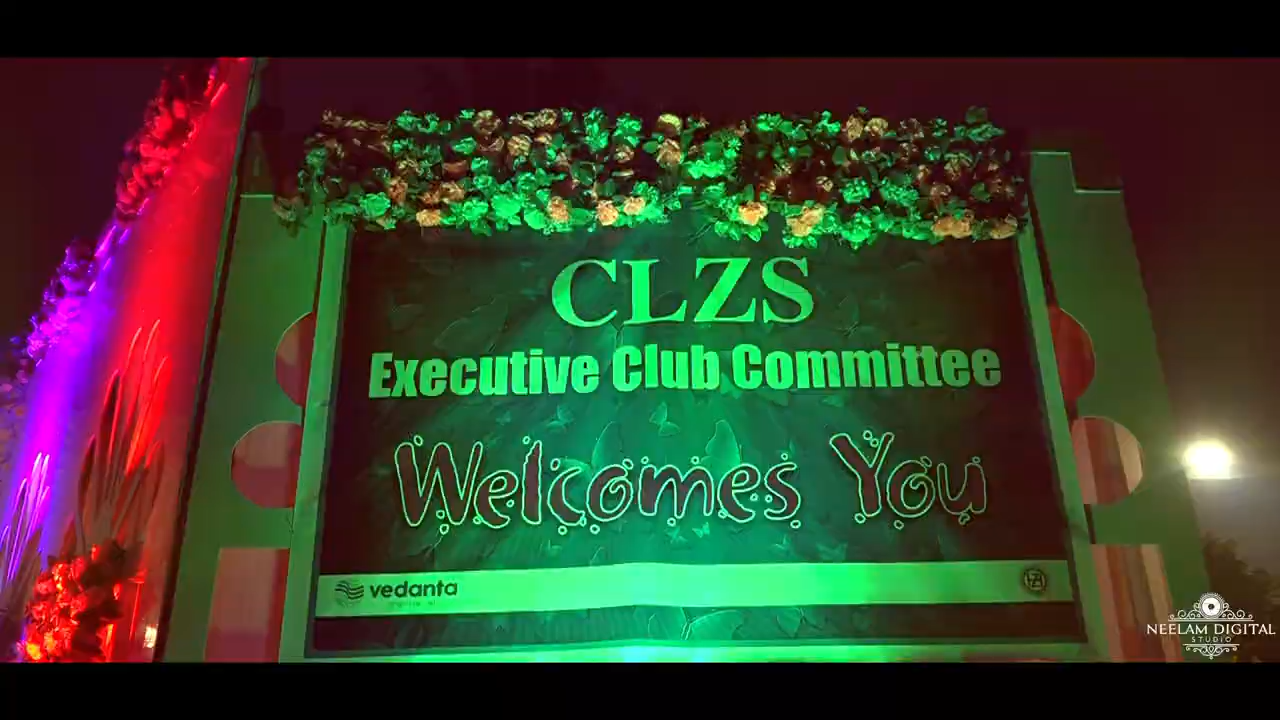 CLZS
Executive Club Committee
Welcomes You
vedanta
NEELAM DIGITAL
STUDIO